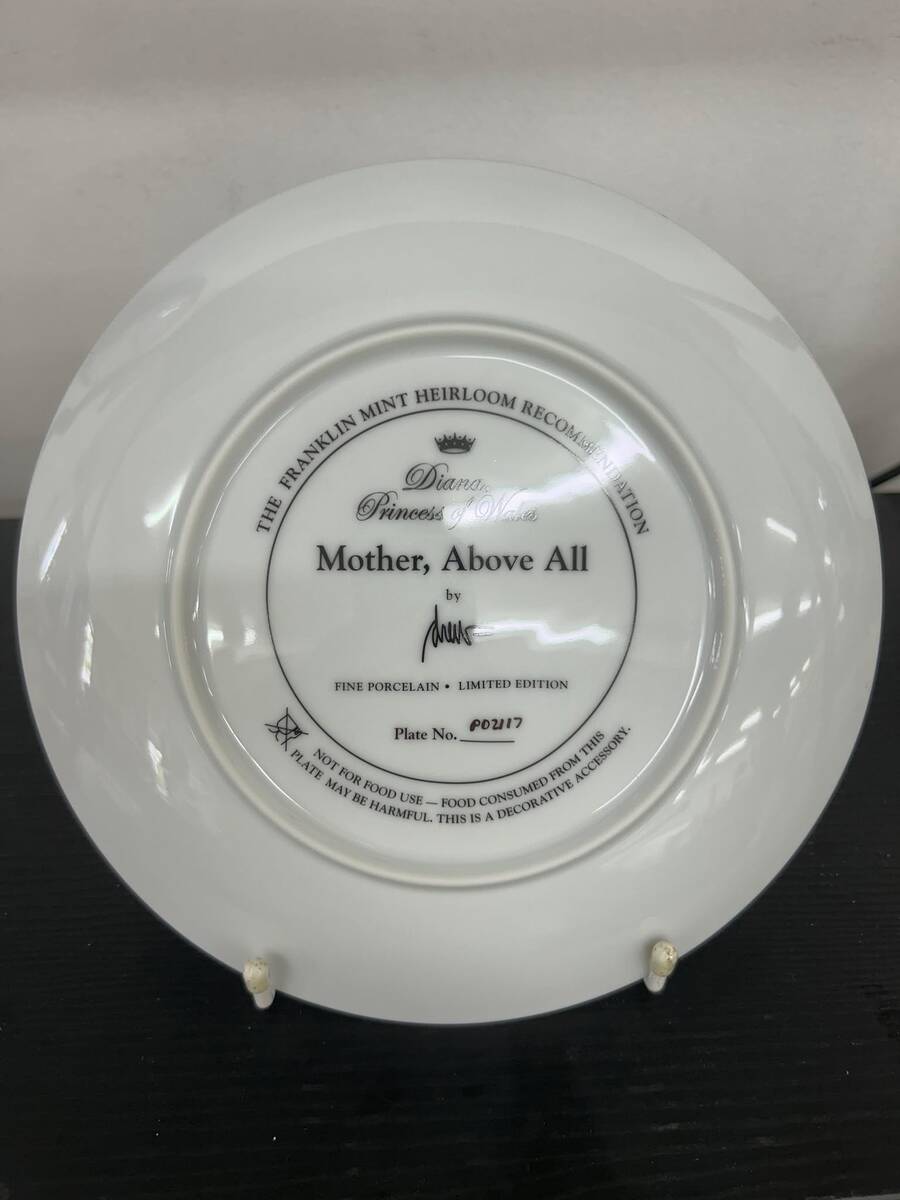 THE FRANKLIN MINT HEIRLOOM RECOMMENDATION
Diana,
Princess of Wales
Mother, Above All
by
FINE PORCELAIN • LIMITED EDITION
Plate No. P02117
NOT FOR FOOD USE — FOOD CONSUMED FROM THIS
PLATE MAY BE HARMFUL. THIS IS A DECORATIVE ACCESSORY.